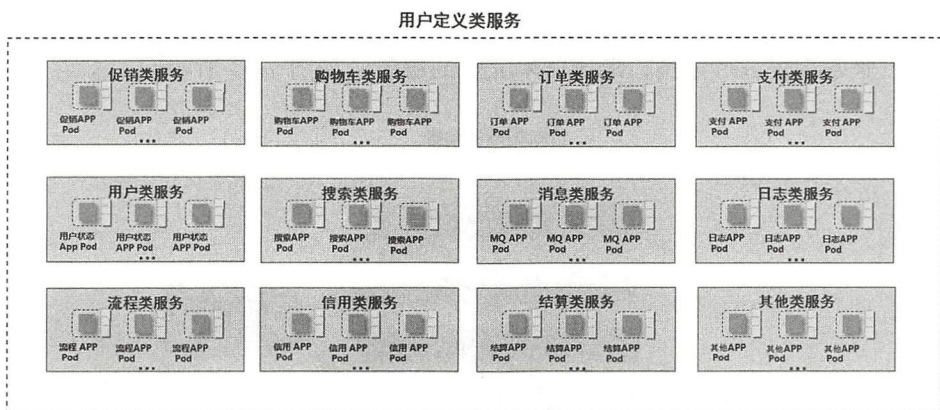 用户定义类服务
促销类服务
促销APP Pod
促销APP Pod
促销APP Pod
...
购物车类服务
购物车APP Pod
购物车APP Pod
购物车APP Pod
...
订单类服务
订单 APP Pod
订单 APP Pod
订单 APP Pod
...
支付类服务
支付 APP Pod
支付 APP Pod
支付 APP Pod
...
用户类服务
用户状态 App Pod
用户状态 APP Pod
用户状态 APP Pod
...
搜索类服务
搜索APP Pod
搜索APP Pod
搜索APP Pod
...
消息类服务
MQ APP Pod
MQ APP Pod
MQ APP Pod
...
日志类服务
日志APP Pod
日志APP Pod
日志APP Pod
...
流程类服务
流程 APP Pod
流程APP Pod
流程APP Pod
...
信用类服务
信用 APP Pod
信用 APP Pod
信用 APP Pod
...
结算类服务
结算APP Pod
结算APP Pod
结算APP Pod
...
其他类服务
其他APP Pod
其他APP Pod
其他APP Pod
...